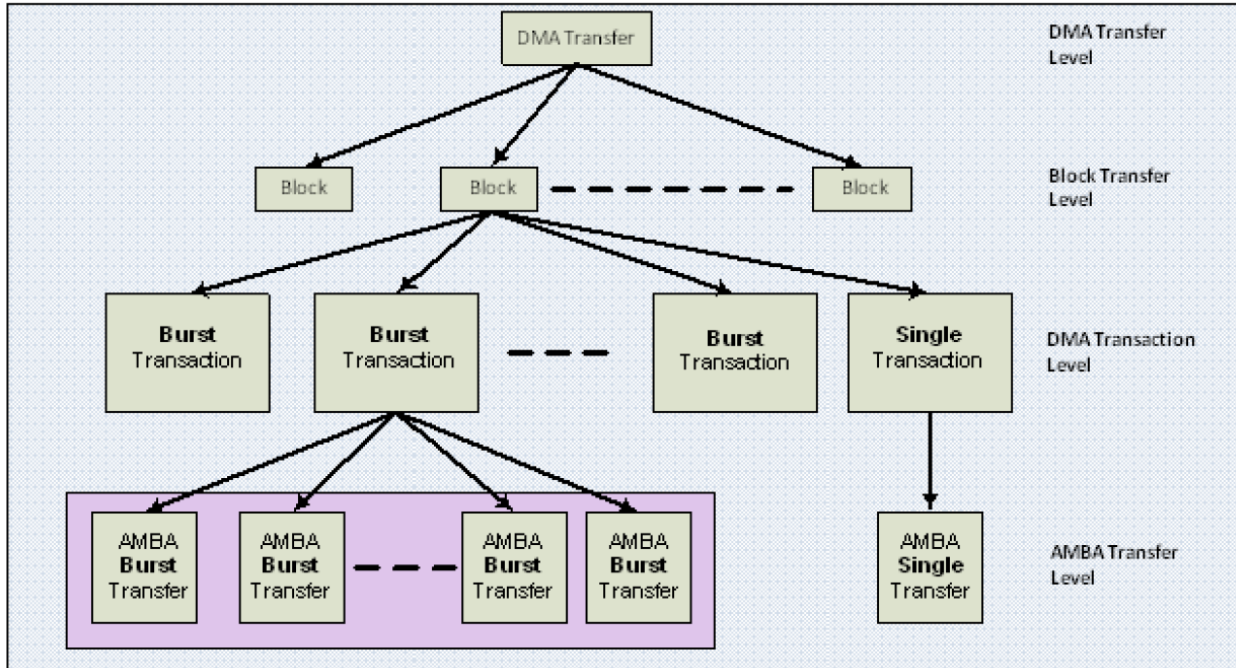 DMA Transfer
DMA Transfer
Level
Block
Block
Block
Block Transfer
Level
Burst
Transaction
Burst
Transaction
Burst
Transaction
Single
Transaction
DMA Transaction
Level
AMBA
Burst
Transfer
AMBA
Burst
Transfer
AMBA
Burst
Transfer
AMBA
Burst
Transfer
AMBA
Single
Transfer
AMBA Transfer
Level